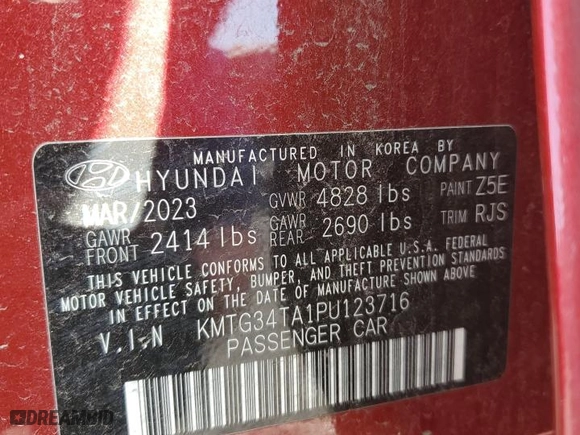 MANUFACTURED IN KOREA BY
HYUNDAI MOTOR COMPANY
MAR/2023 GVWR 4828 lbs PAINT Z5E
GAWR FRONT 2414 lbs GAWR REAR 2690 lbs TRIM RJS
THIS VEHICLE CONFORMS TO ALL APPLICABLE U.S.A. FEDERAL
MOTOR VEHICLE SAFETY, BUMPER, AND THEFT PREVENTION STANDARDS
IN EFFECT ON THE DATE OF MANUFACTURE SHOWN ABOVE
V.I.N KMTG34TA1PU123716
PASSENGER CAR
DREAMBID